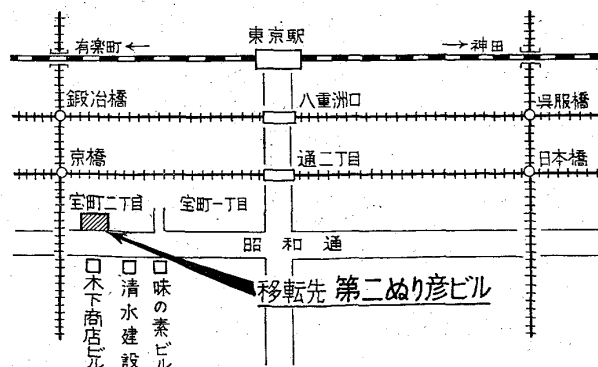 東京駅
有楽町←
→神田
鍛冶橋
八重洲口
呉服橋
京橋
通二丁目
日本橋
宝町二丁目
宝町一丁目
昭和通
移転先 第二ぬり彦ビル
味の素ビル
清水建設
木下商店ビル